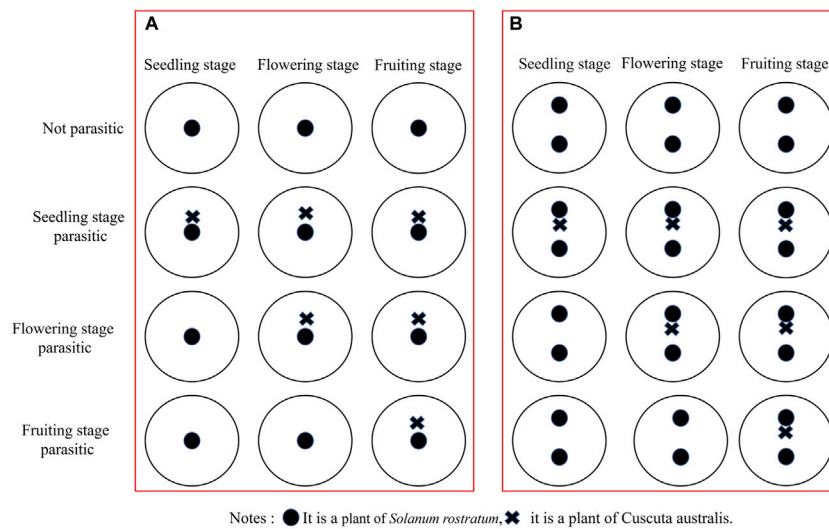 A
B
Seedling stage Flowering stage Fruiting stage
Seedling stage Flowering stage Fruiting stage
Not parasitic
Seedling stage
parasitic
Flowering stage
parasitic
Fruiting stage
parasitic
Notes : It is a plant of Solanum rostratum, it is a plant of Cuscuta australis.